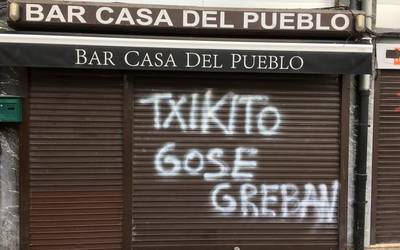 BAR CASA DEL PUEBLO
BAR CASA DEL PUEBLO
TXIKITO
GOSE
GREBAN